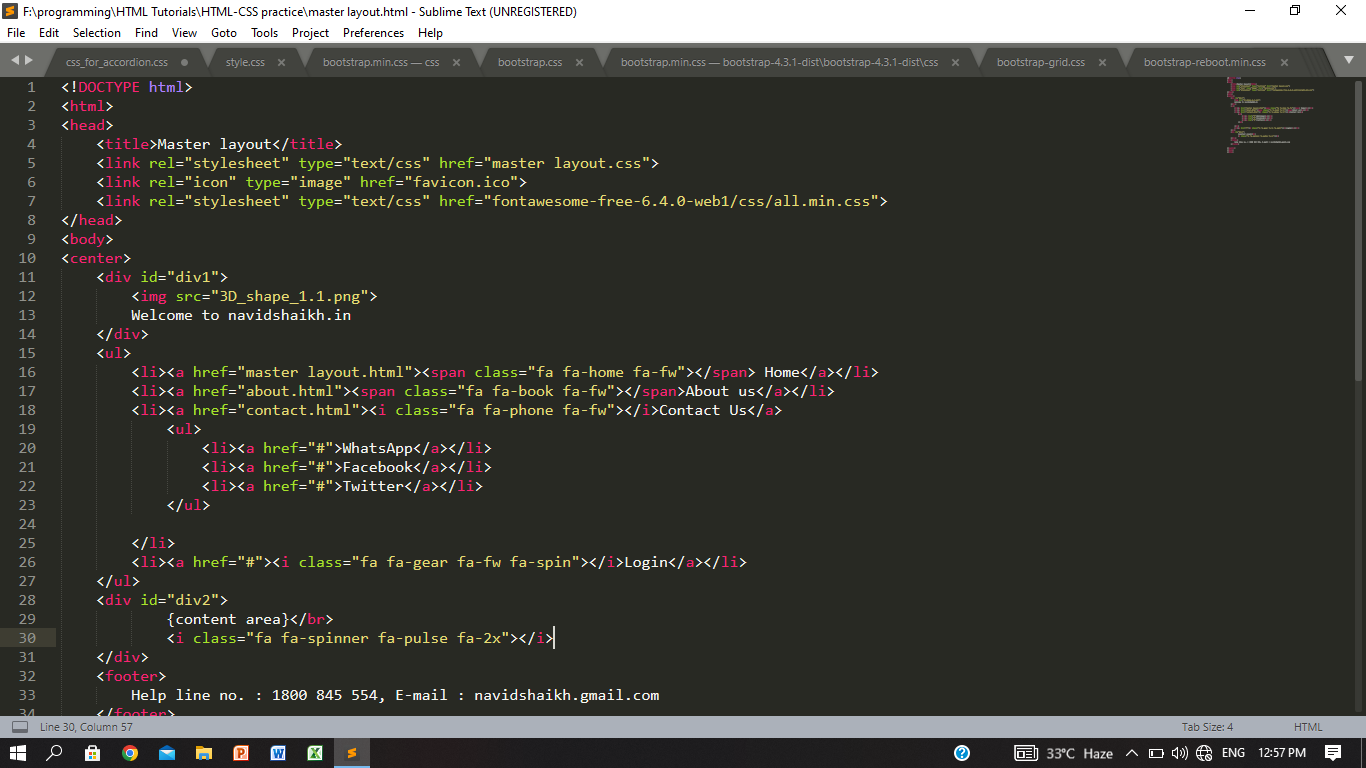 F:\programming\HTML Tutorials\HTML-CSS practice\master layout.html - Sublime Text (UNREGISTERED)
File Edit Selection Find View Goto Tools Project Preferences Help
css_for_accordion.css style.css bootstrap.min.css — css bootstrap.css bootstrap.min.css — bootstrap-4.3.1-dist\bootstrap-4.3.1-dist\css bootstrap-grid.css bootstrap-reboot.min.css
1 <!DOCTYPE html>
2 <html>
3 <head>
4 <title>Master layout</title>
5 <link rel="stylesheet" type="text/css" href="master layout.css">
6 <link rel="icon" type="image" href="favicon.ico">
7 <link rel="stylesheet" type="text/css" href="fontawesome-free-6.4.0-web1/css/all.min.css">
8 </head>
9 <body>
10 <center>
11 <div id="div1">
12 <img src="3D_shape_1.1.png">
13 Welcome to navidshaikh.in
14 </div>
15 <ul>
16 <li><a href="master layout.html"><span class="fa fa-home fa-fw"></span> Home</a></li>
17 <li><a href="about.html"><span class="fa fa-book fa-fw"></span>About us</a></li>
18 <li><a href="contact.html"><i class="fa fa-phone fa-fw"></i>Contact Us</a>
19 <ul>
20 <li><a href="#">WhatsApp</a></li>
21 <li><a href="#">Facebook</a></li>
22 <li><a href="#">Twitter</a></li>
23 </ul>
24
25 </li>
26 <li><a href="#"><i class="fa fa-gear fa-fw fa-spin"></i>Login</a></li>
27 </ul>
28 <div id="div2">
29 {content area}</br>
30 <i class="fa fa-spinner fa-pulse fa-2x"></i>
31 </div>
32 <footer>
33 Help line no. : 1800 845 554, E-mail : navidshaikh.gmail.com
34 </footer>
Line 30, Column 57 Tab Size: 4 HTML
33°C Haze ENG 12:57 PM